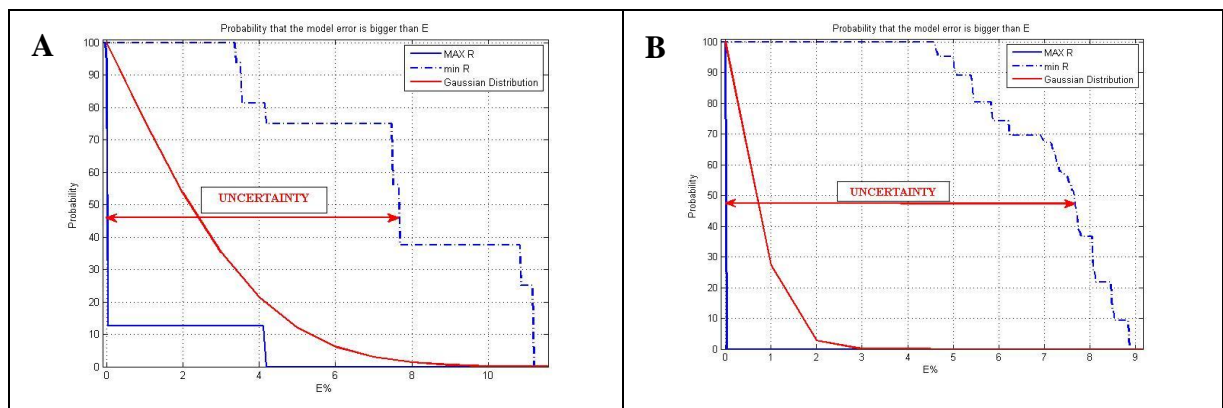 A
Probability that the model error is bigger than E
MAX R
min R
Gaussian Distribution
UNCERTAINTY
Probability
100
90
80
70
60
50
40
30
20
10
0
0 2 4 6 8 10
E%
B
Probability that the model error is bigger than E
MAX R
min R
Gaussian Distribution
UNCERTAINTY
Probability
100
90
80
70
60
50
40
30
20
10
0
0 1 2 3 4 5 6 7 8 9
E%